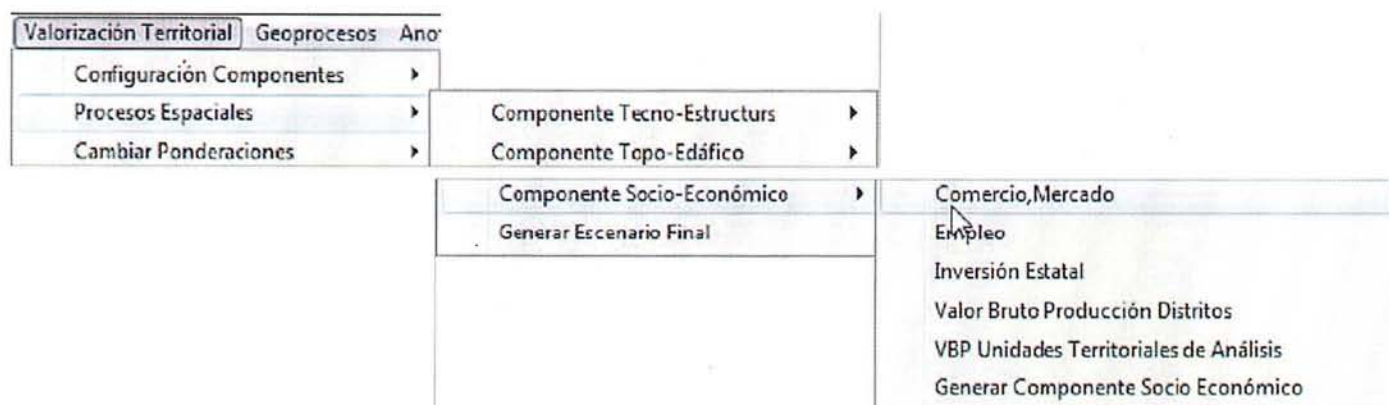 Valorización Territorial Geoprocesos Ano
Configuración Componentes
Procesos Espaciales
Cambiar Ponderaciones
Componente Tecno-Estructurs
Componente Topo-Edáfico
Componente Socio-Económico
Generar Escenario Final
Comercio,Mercado
Empleo
Inversión Estatal
Valor Bruto Producción Distritos
VBP Unidades Territoriales de Análisis
Generar Componente Socio Económico